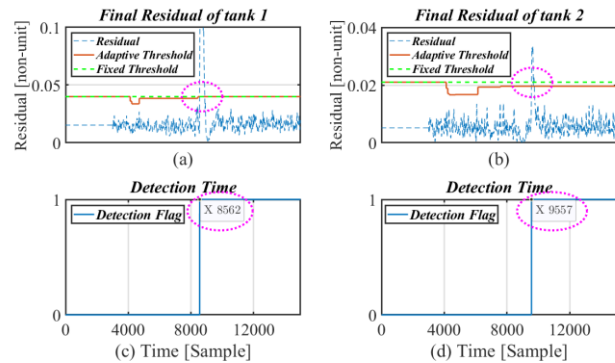 Final Residual of tank 1
Residual [non-unit]
0.1
0.05
0
Residual
Adaptive Threshold
Fixed Threshold
(a)
Final Residual of tank 2
Residual [non-unit]
0.04
0.02
0
Residual
Adaptive Threshold
Fixed Threshold
(b)
Detection Time
1
0
Detection Flag
X 8562
0 4000 8000 12000
(c) Time [Sample]
Detection Time
1
0
Detection Flag
X 9557
0 4000 8000 12000
(d) Time [Sample]